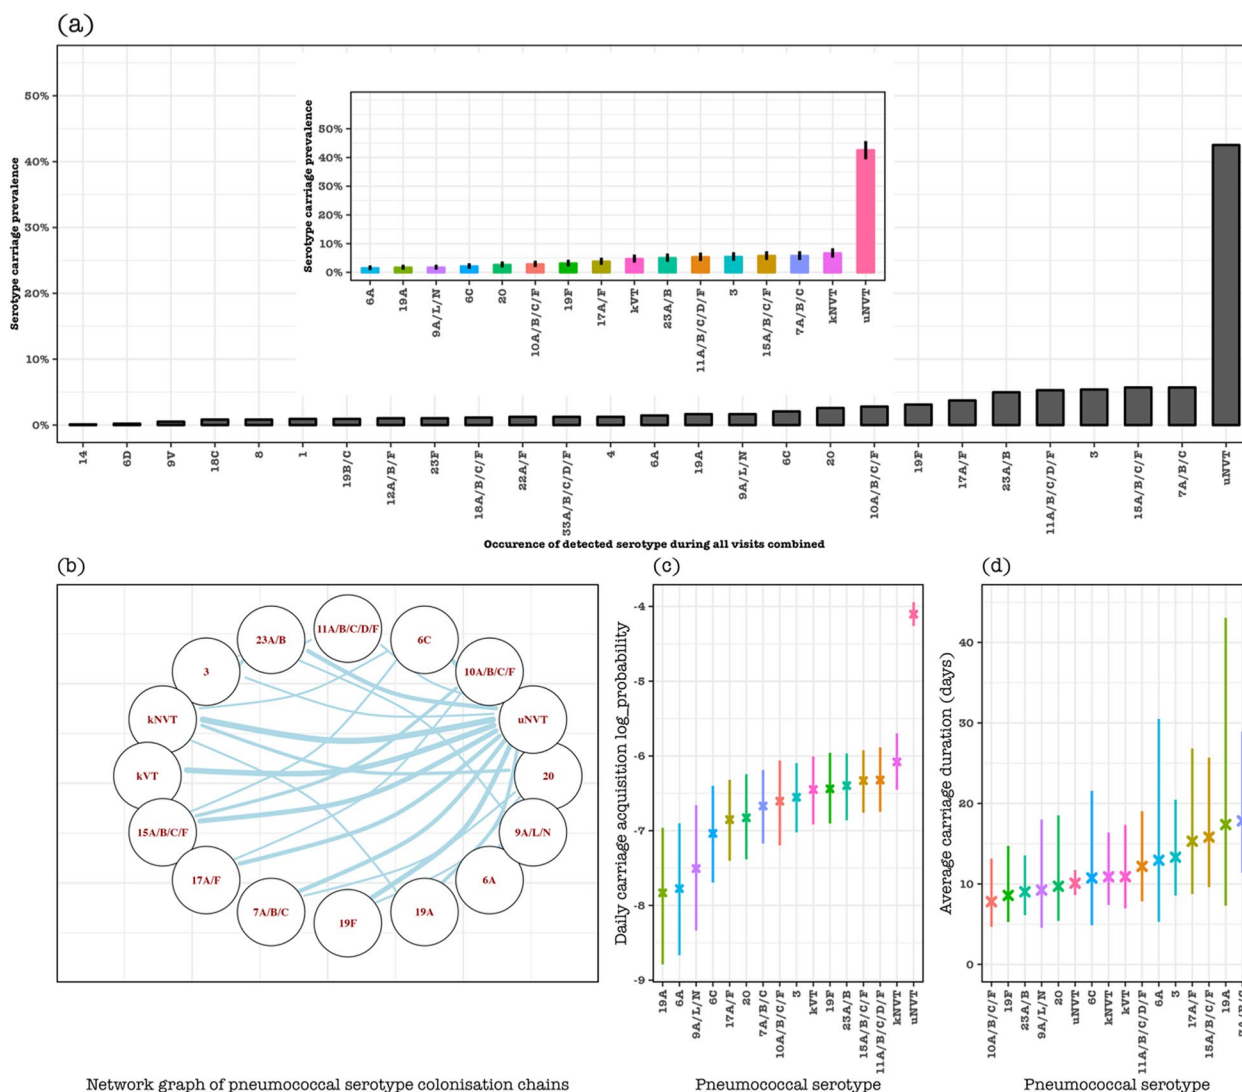 (a)
Serotype carriage prevalence
50%
40%
30%
20%
10%
0%
Serotype carriage prevalence
50%
40%
30%
20%
10%
0%
6A
19A
9A/L/N
6C
20
10A/B/C/F
19F
17A/F
kVT
23A/B
11A/B/C/D/F
3
15A/B/C/F
7A/B/C
kNVT
uNVT
14
6D
9V
18C
8
1
19B/C
12A/B/F
23F
18A/B/C/F
22A/F
33A/B/C/D/F
4
6A
19A
9A/L/N
6C
20
10A/B/C/F
19F
17A/F
23A/B
11A/B/C/D/F
3
15A/B/C/F
7A/B/C
uNVT
Occurence of detected serotype during all visits combined
(b)
11A/B/C/D/F
23A/B
6C
3
10A/B/C/F
kNVT
uNVT
kVT
20
15A/B/C/F
9A/L/N
17A/F
6A
7A/B/C
19F
19A
Network graph of pneumococcal serotype colonisation chains
(c)
Daily carriage acquisition log_probability
-4
-5
-6
-7
-8
-9
19A
6A
9A/L/N
6C
17A/F
20
7A/B/C
10A/B/C/F
3
kVT
19F
23A/B
15A/B/C/F
11A/B/C/D/F
kNVT
uNVT
Pneumococcal serotype
(d)
Average carriage duration (days)
40
30
20
10
0
10A/B/C/F
19F
23A/B
9A/L/N
20
uNVT
6C
kNVT
kVT
11A/B/C/D/F
6A
3
17A/F
15A/B/C/F
19A
7A/B/C
Pneumococcal serotype